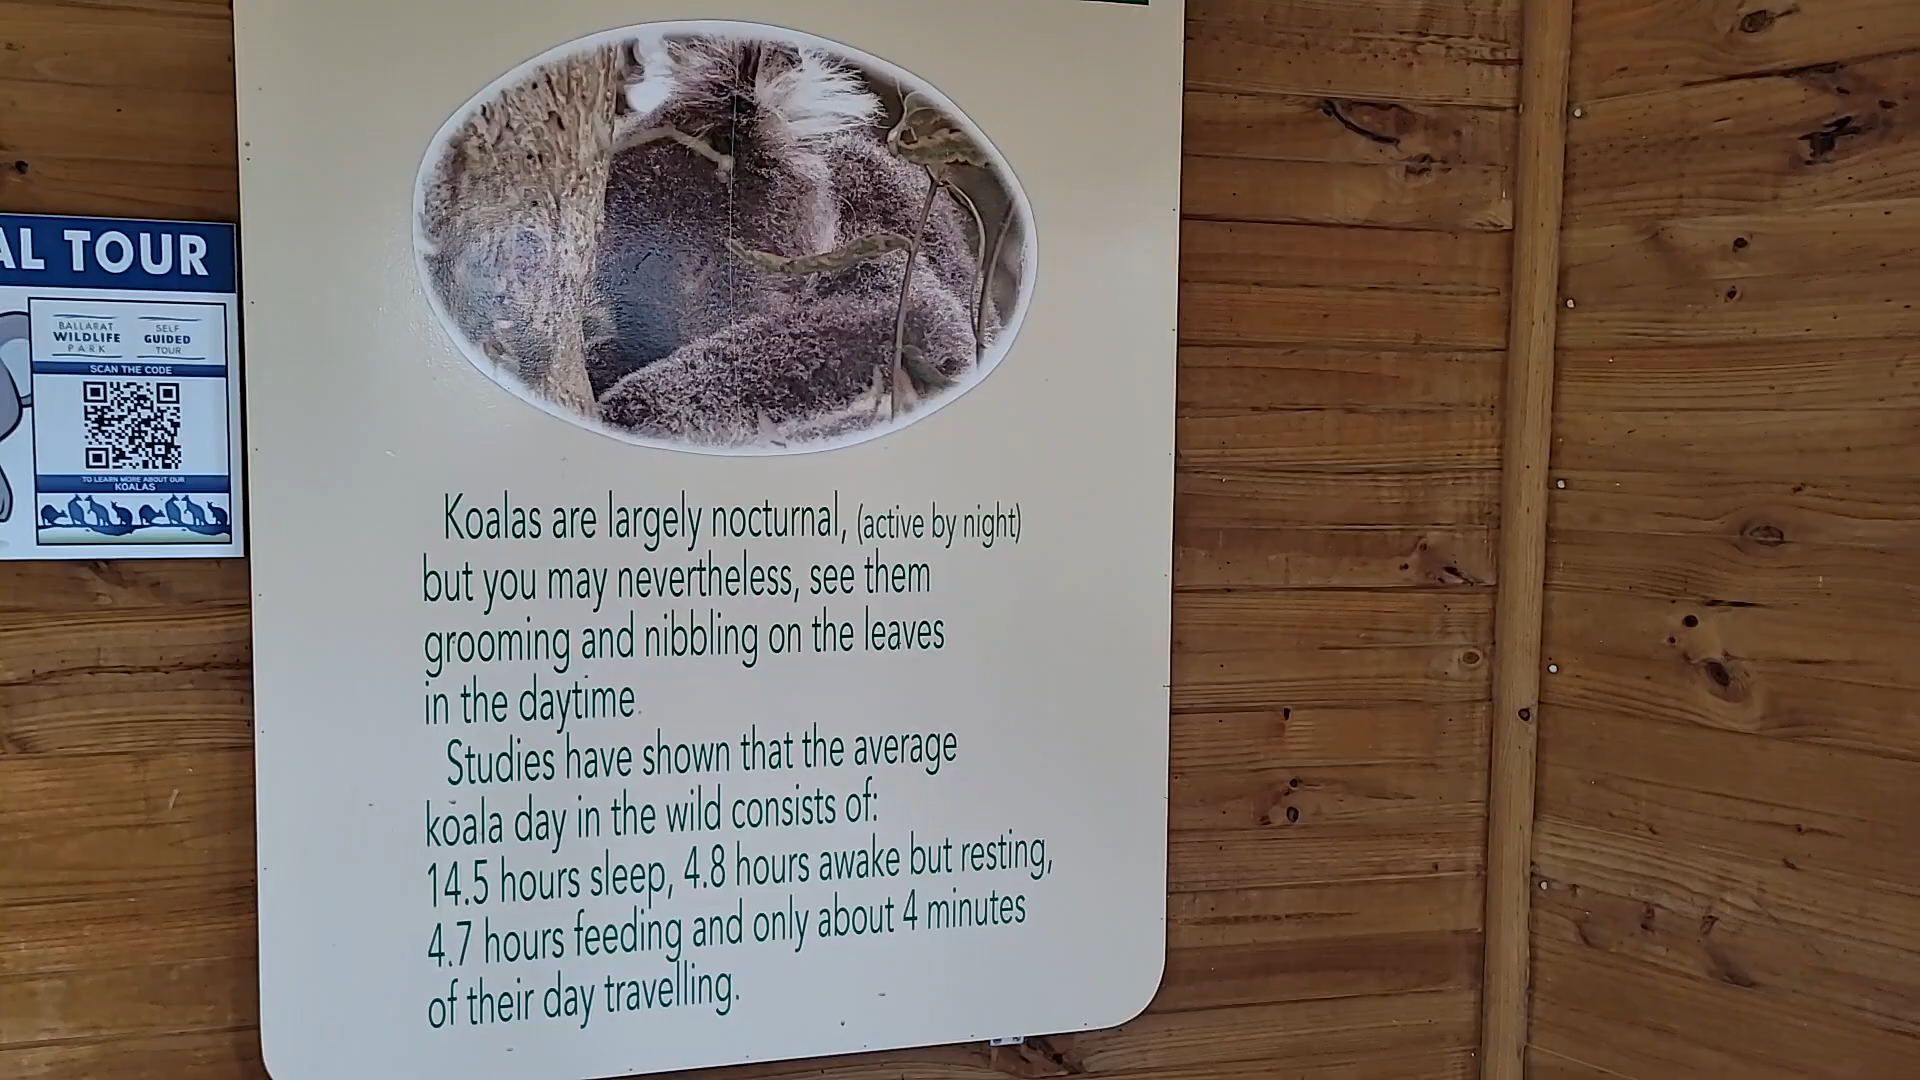 AL TOUR
BALLARAT
WILDLIFE
PARK
SELF
GUIDED
TOUR
SCAN THE CODE
TO LEARN MORE ABOUT OUR
KOALAS
Koalas are largely nocturnal, (active by night)
but you may nevertheless, see them
grooming and nibbling on the leaves
in the daytime.
Studies have shown that the average
koala day in the wild consists of:
14.5 hours sleep, 4.8 hours awake but resting,
4.7 hours feeding and only about 4 minutes
of their day travelling.